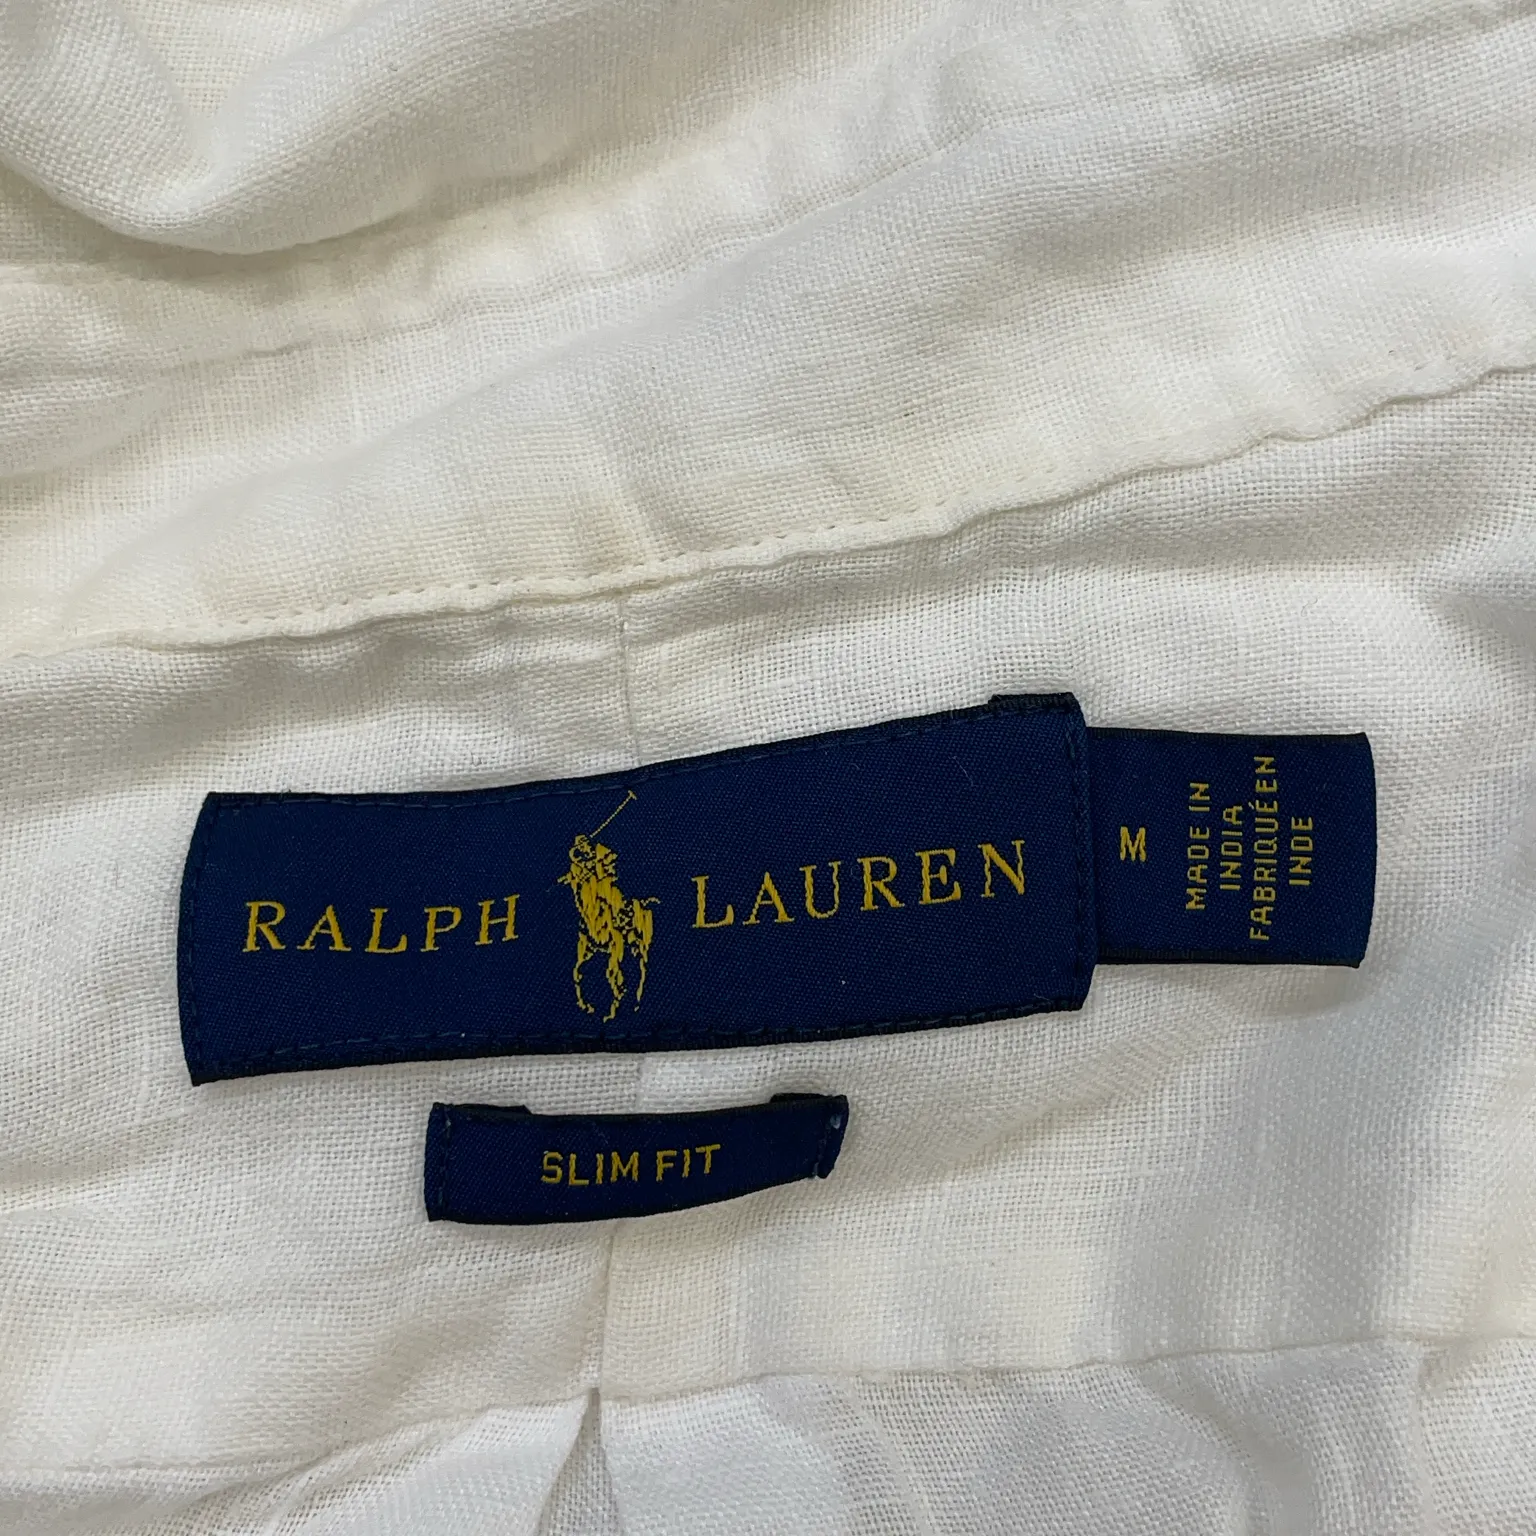 RALPH LAUREN
M
MADE IN
INDIA
FABRIQUÉ EN
INDE
SLIM FIT